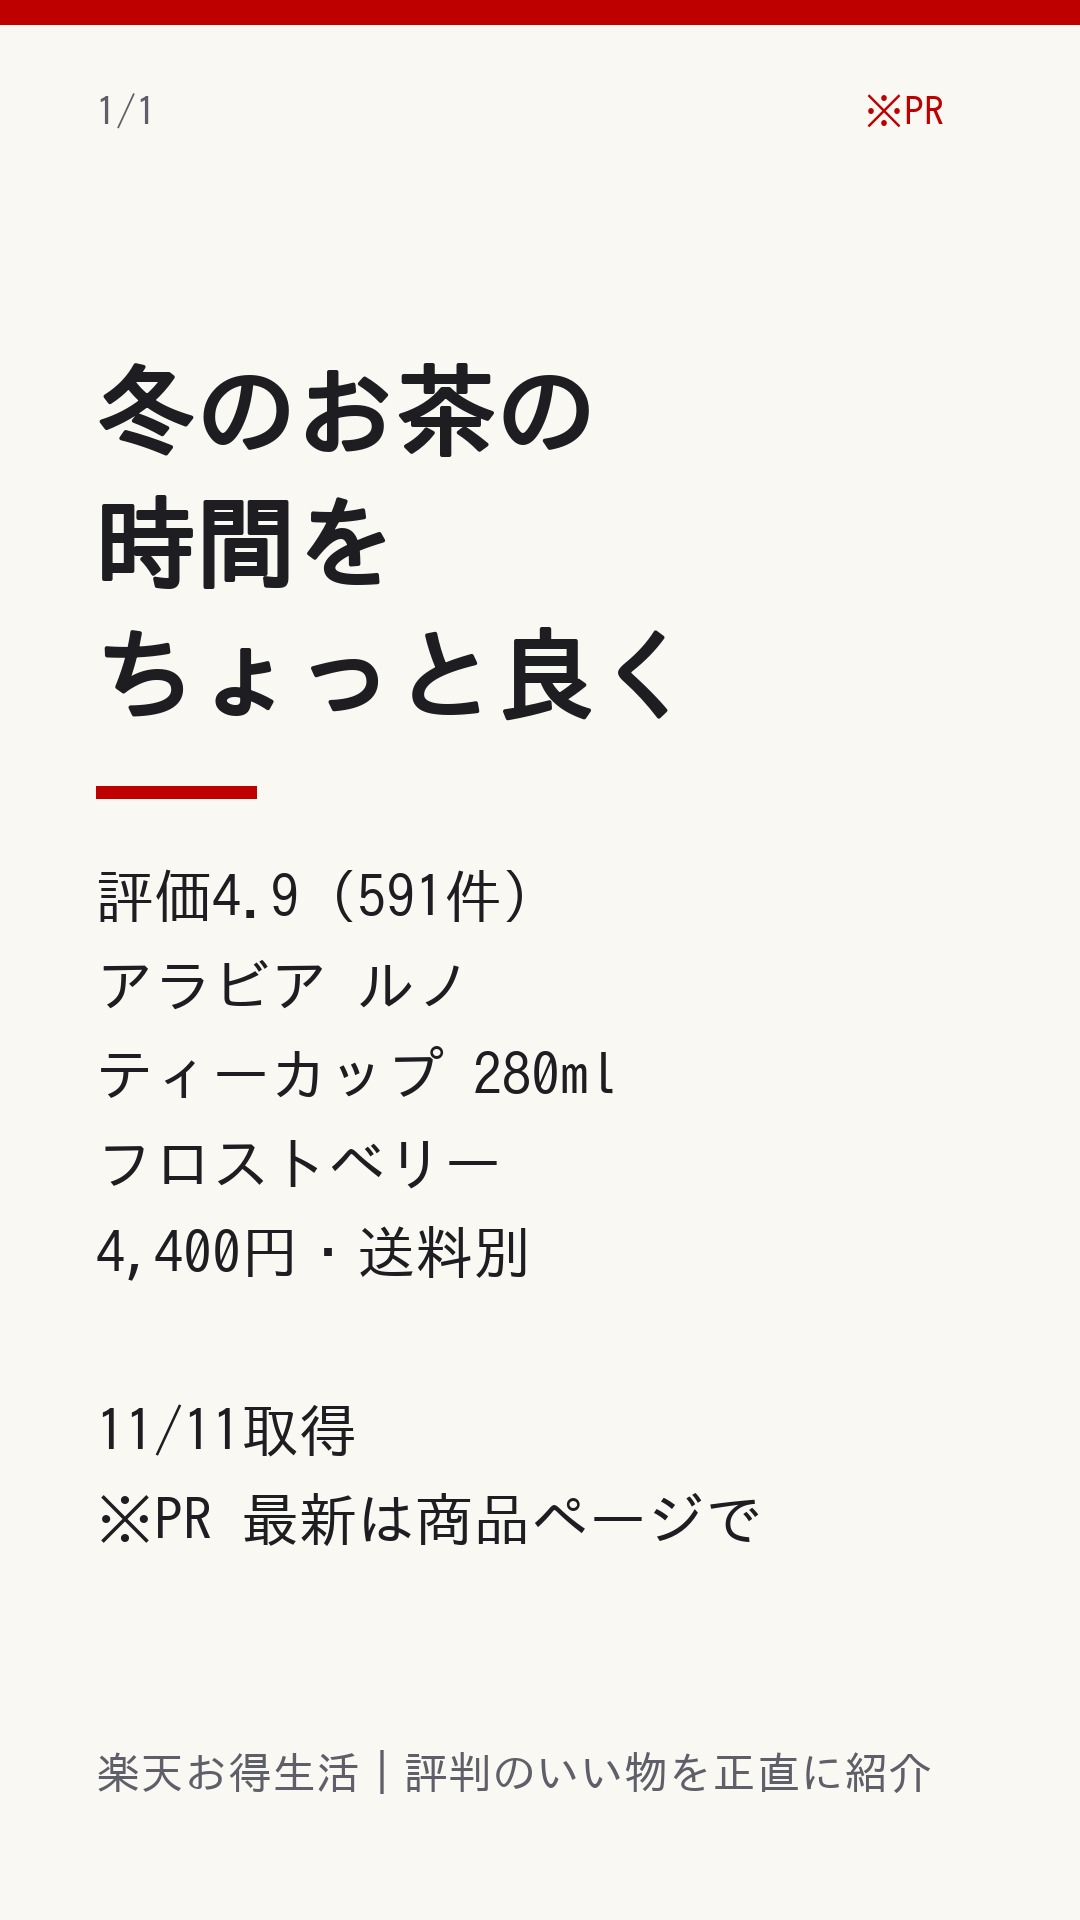 1/1
※PR
冬のお茶の
時間を
ちょっと良く
評価4.9（591件）
アラビア ルノ
ティーカップ 280ml
フロストベリー
4,400円・送料別
11/11取得
※PR 最新は商品ページで
楽天お得生活｜評判のいい物を正直に紹介